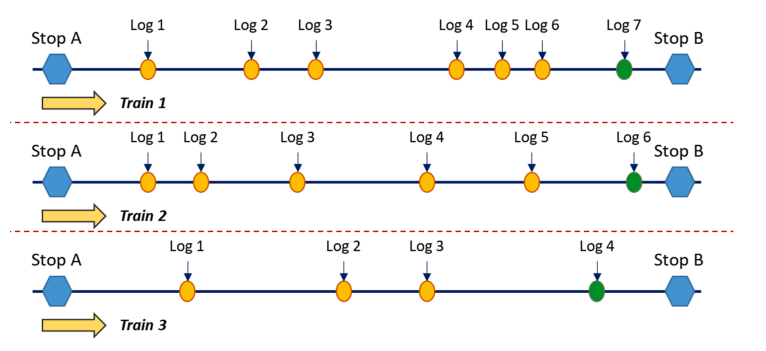 Log 1 Log 2 Log 3 Log 4 Log 5 Log 6 Log 7
Stop A Stop B
Train 1
Log 1 Log 2 Log 3 Log 4 Log 5 Log 6
Stop A Stop B
Train 2
Log 1 Log 2 Log 3 Log 4
Stop A Stop B
Train 3